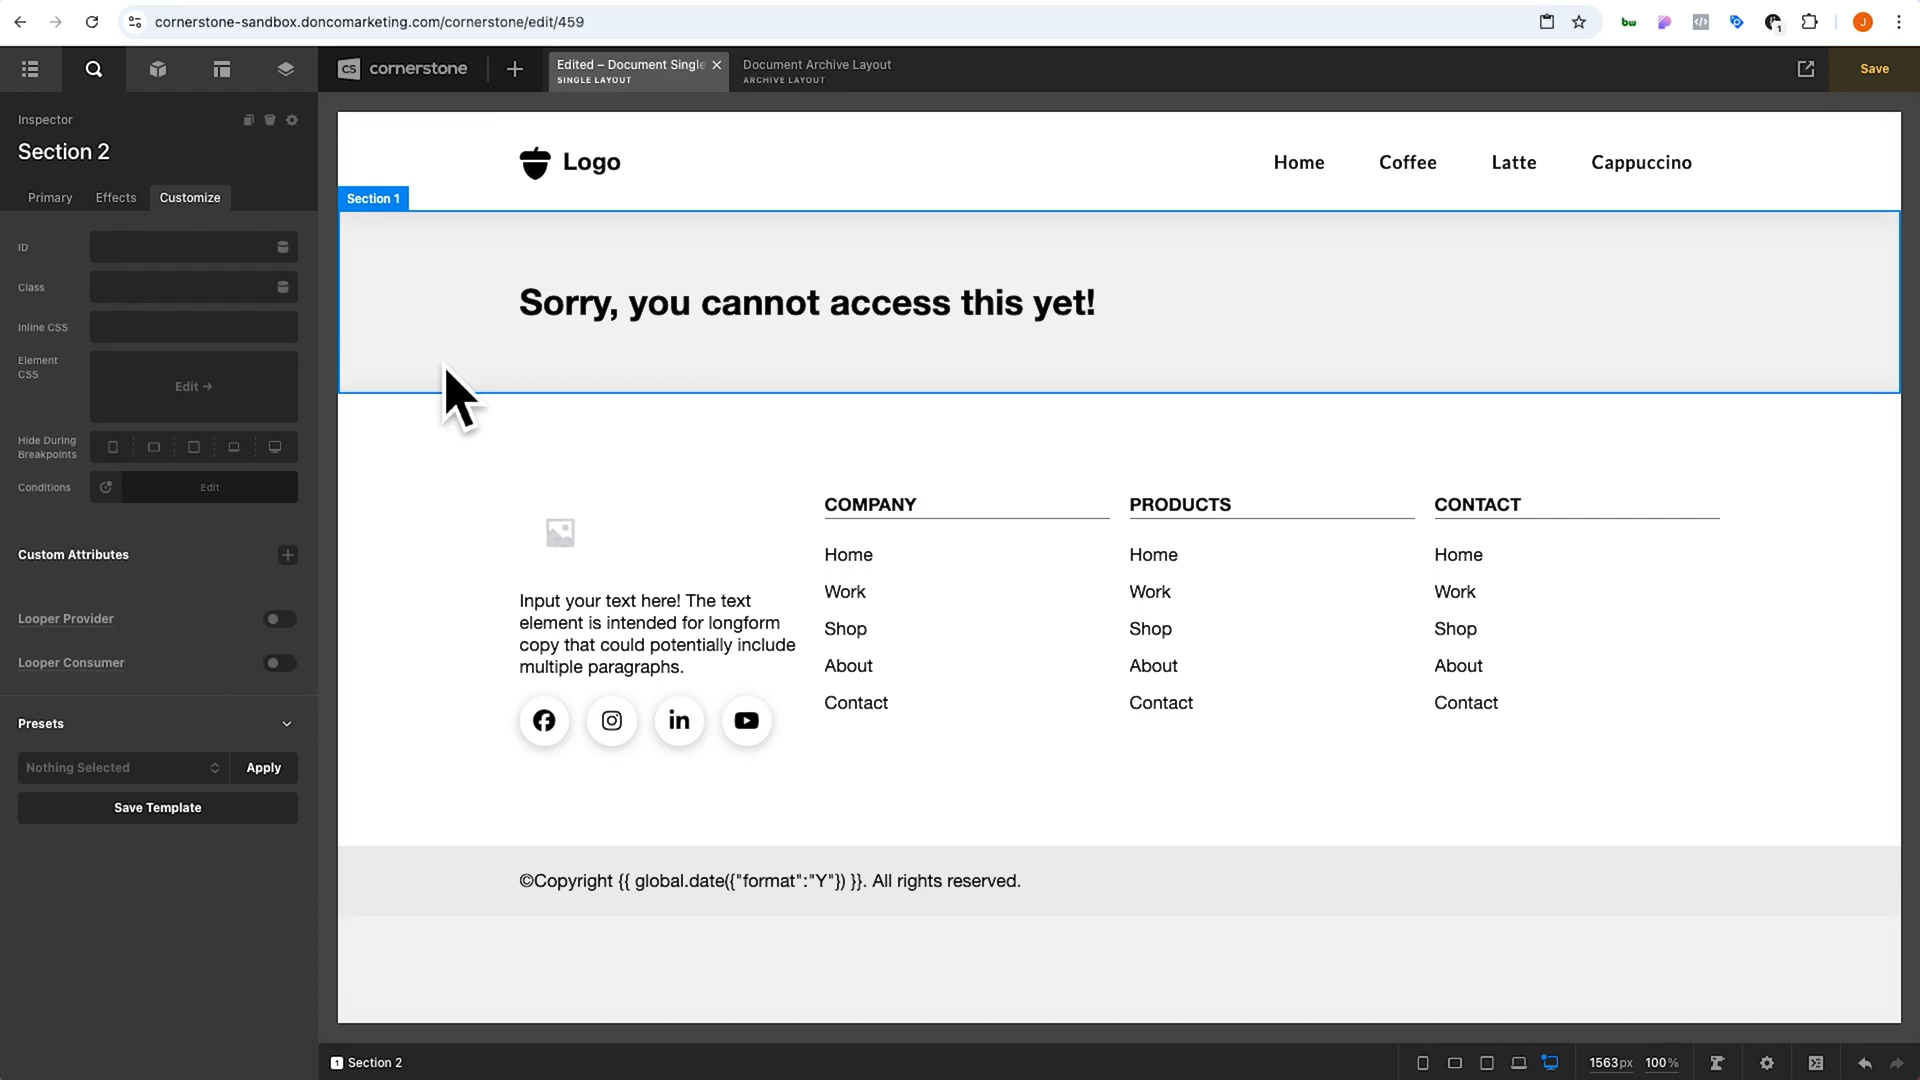 cornerstone-sandbox.doncomarketing.com/cornerstone/edit/459
bw
1
J
CS cornerstone
Edited – Document Single
SINGLE LAYOUT
Document Archive Layout
ARCHIVE LAYOUT
Save
Inspector
Section 2
Primary
Effects
Customize
ID
Class
Inline CSS
Element
CSS
Edit →
Hide During
Breakpoints
Conditions
Edit
Custom Attributes
Looper Provider
Looper Consumer
Presets
Nothing Selected
Apply
Save Template
Logo
Home
Coffee
Latte
Cappuccino
Section 1
Sorry, you cannot access this yet!
Input your text here! The text
element is intended for longform
copy that could potentially include
multiple paragraphs.
COMPANY
Home
Work
Shop
About
Contact
PRODUCTS
Home
Work
Shop
About
Contact
CONTACT
Home
Work
Shop
About
Contact
©Copyright {{ global.date({"format":"Y"}) }}. All rights reserved.
1 Section 2
1563px
100%